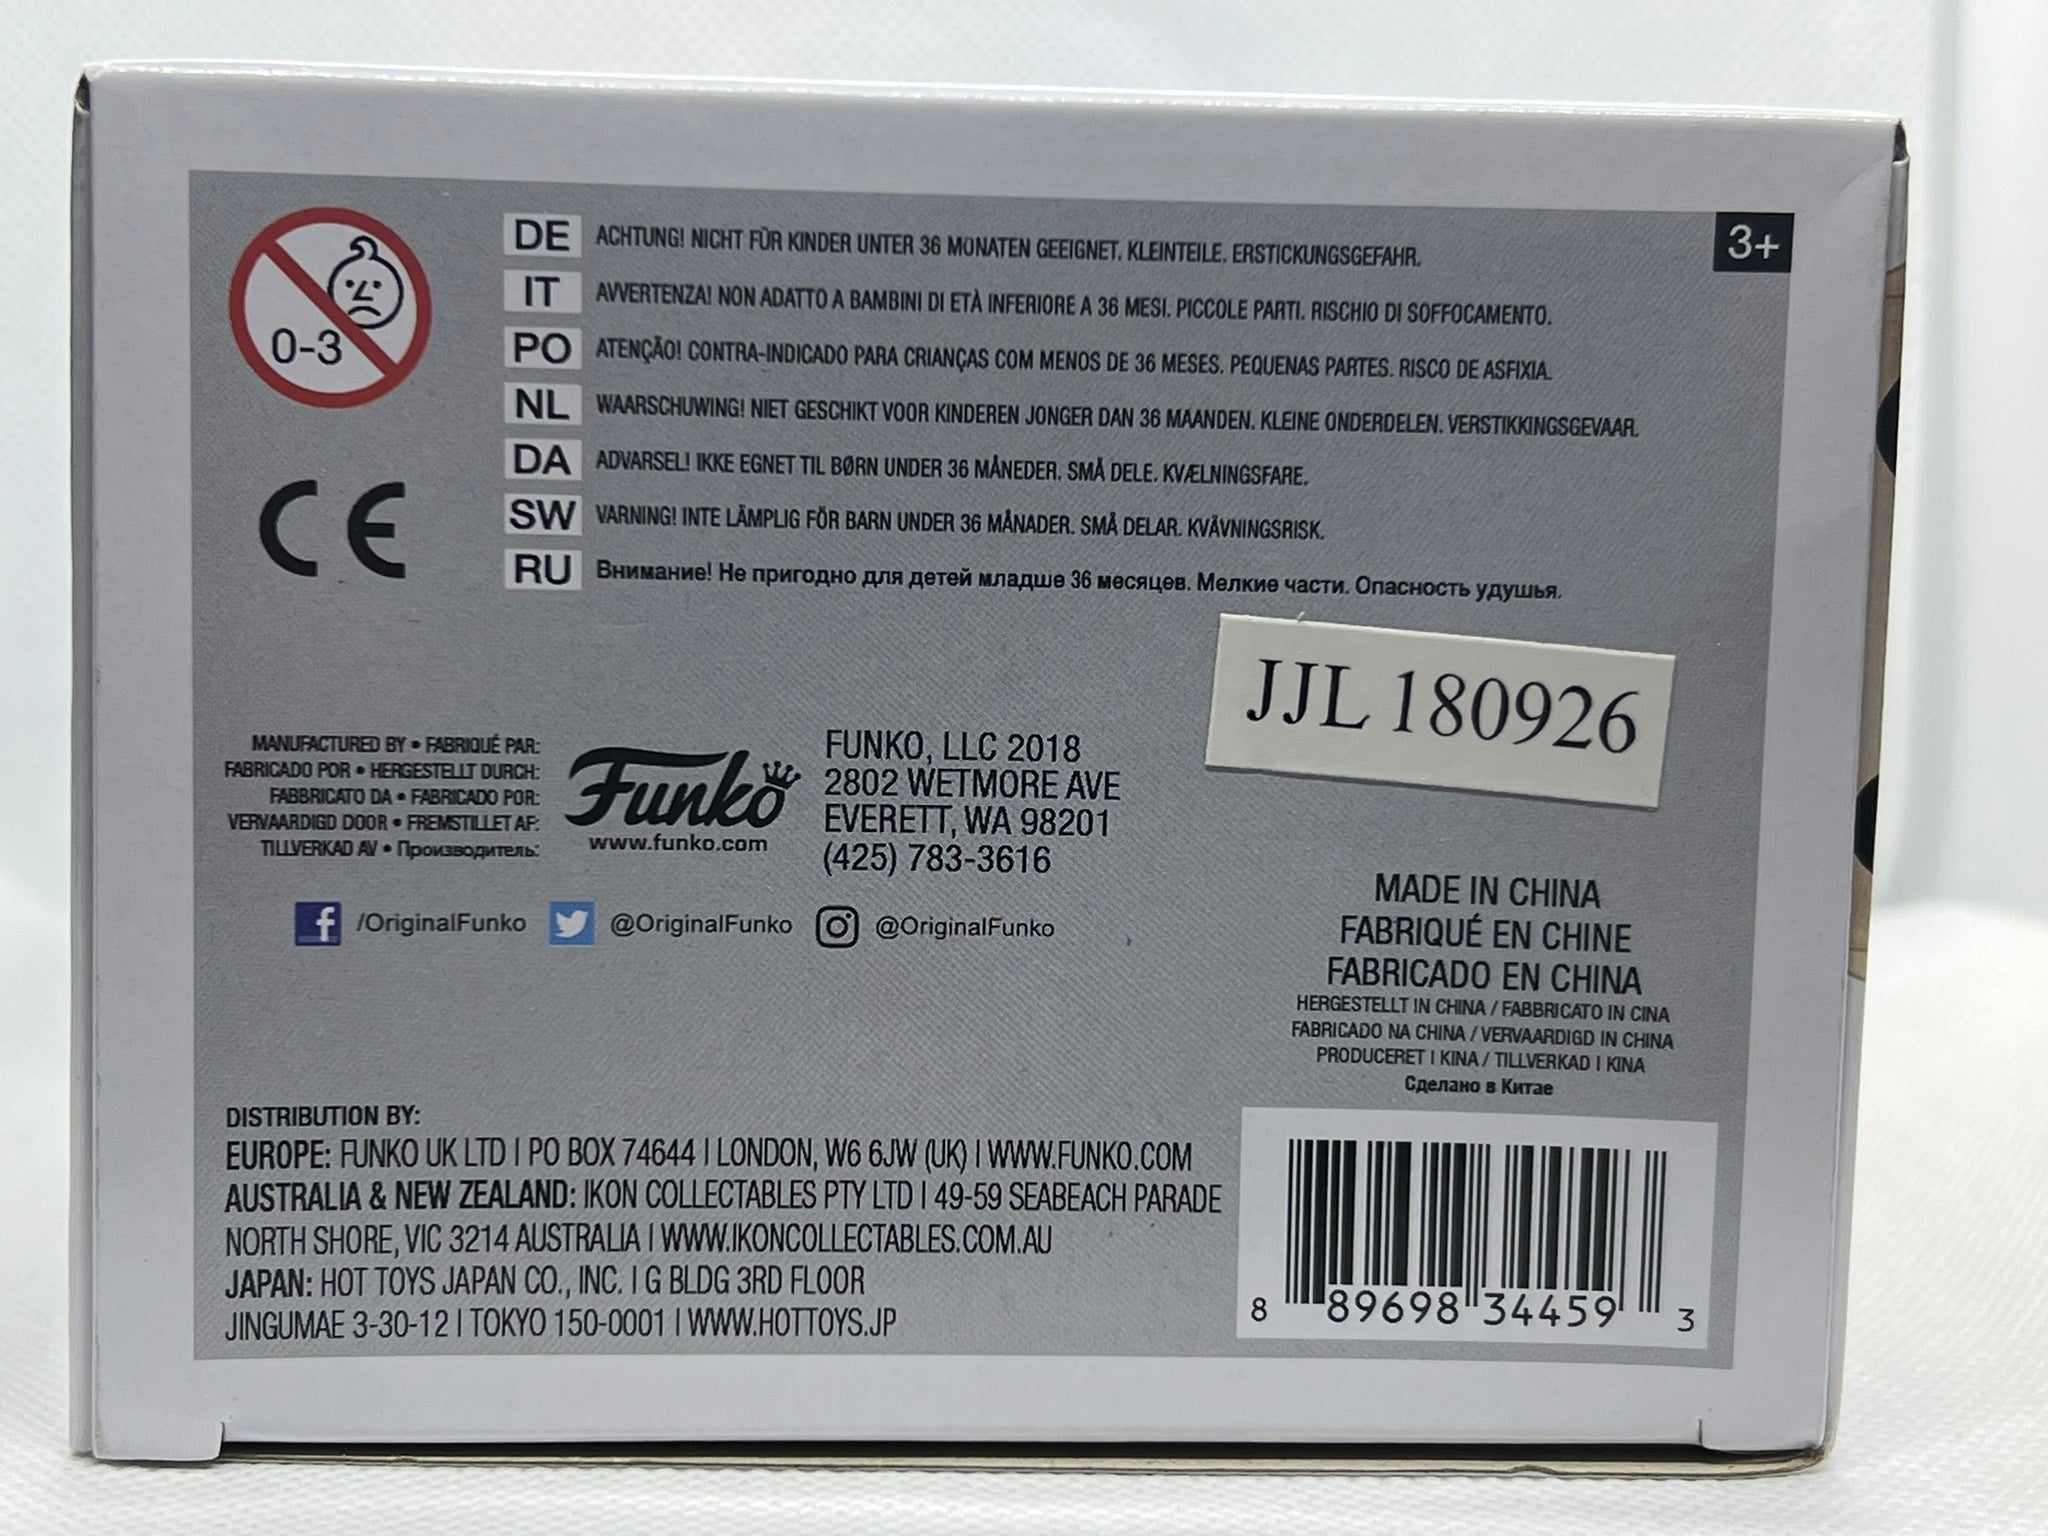 0-3
3+
DE ACHTUNG! NICHT FÜR KINDER UNTER 36 MONATEN GEEIGNET. KLEINTEILE. ERSTICKUNGSGEFAHR.
IT AVVERTENZA! NON ADATTO A BAMBINI DI ETÀ INFERIORE A 36 MESI. PICCOLE PARTI. RISCHIO DI SOFFOCAMENTO.
PO ATENÇÃO! CONTRA-INDICADO PARA CRIANÇAS COM MENOS DE 36 MESES. PEQUENAS PARTES. RISCO DE ASFIXIA.
NL WAARSCHUWING! NIET GESCHIKT VOOR KINDEREN JONGER DAN 36 MAANDEN. KLEINE ONDERDELEN. VERSTIKKINGSGEVAAR.
DA ADVARSEL! IKKE EGNET TIL BØRN UNDER 36 MÅNEDER. SMÅ DELE. KVÆLNINGSFARE.
SW VARNING! INTE LÄMPLIG FÖR BARN UNDER 36 MÅNADER. SMÅ DELAR. KVÄVNINGSRISK.
RU Внимание! Не пригодно для детей младше 36 месяцев. Мелкие части. Опасность удушья.
CE
JJL 180926
MANUFACTURED BY • FABRIQUÉ PAR:
FABRICADO POR • HERGESTELLT DURCH:
FABBRICATO DA • FABRICADO POR:
VERVAARDIGD DOOR • FREMSTILLET AF:
TILLVERKAD AV • Производитель:
Funko
www.funko.com
FUNKO, LLC 2018
2802 WETMORE AVE
EVERETT, WA 98201
(425) 783-3616
f /OriginalFunko @OriginalFunko @OriginalFunko
MADE IN CHINA
FABRIQUÉ EN CHINE
FABRICADO EN CHINA
HERGESTELLT IN CHINA / FABBRICATO IN CINA
FABRICADO NA CHINA / VERVAARDIGD IN CHINA
PRODUCERET I KINA / TILLVERKAD I KINA
Сделано в Китае
DISTRIBUTION BY:
EUROPE: FUNKO UK LTD | PO BOX 74644 | LONDON, W6 6JW (UK) | WWW.FUNKO.COM
AUSTRALIA & NEW ZEALAND: IKON COLLECTABLES PTY LTD | 49-59 SEABEACH PARADE
NORTH SHORE, VIC 3214 AUSTRALIA | WWW.IKONCOLLECTABLES.COM.AU
JAPAN: HOT TOYS JAPAN CO., INC. | G BLDG 3RD FLOOR
JINGUMAE 3-30-12 | TOKYO 150-0001 | WWW.HOTTOYS.JP
8 89698 34459 3